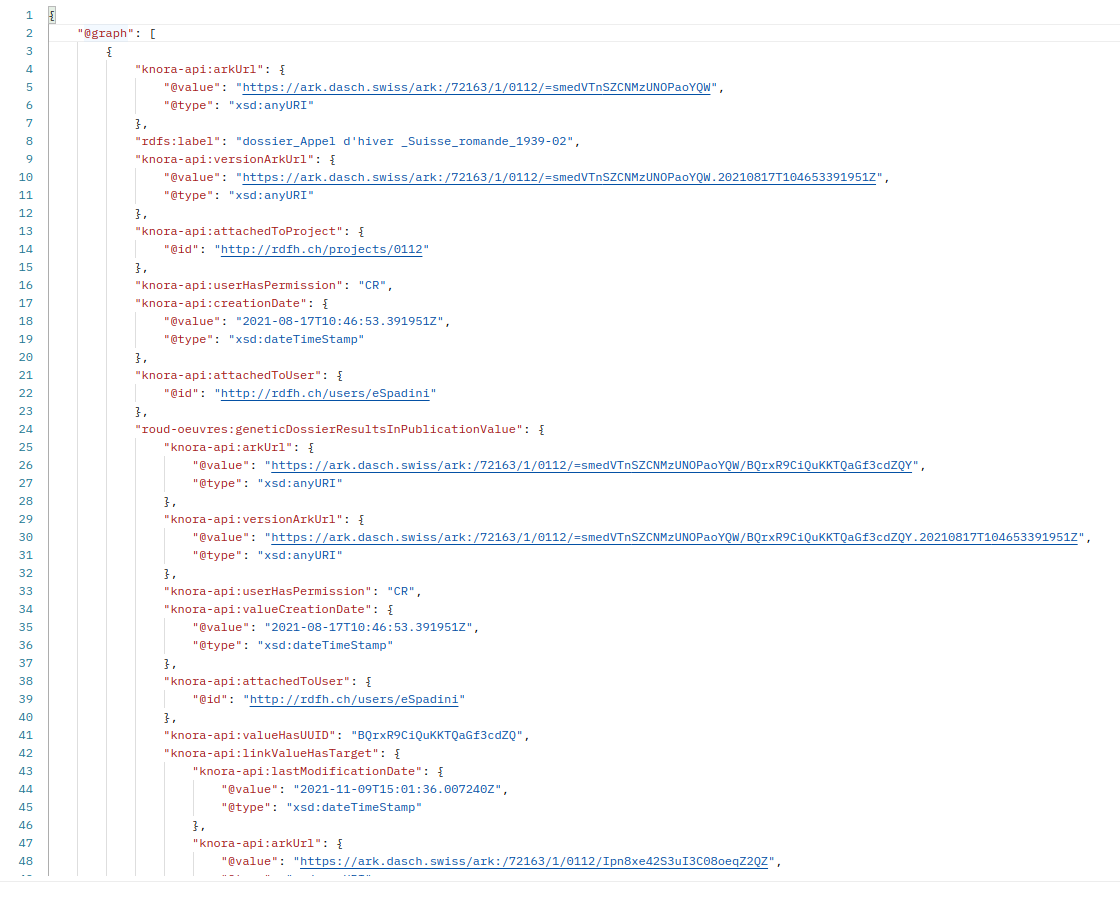 1 {
2 "@graph": [
3 {
4 "knora-api:arkUrl": {
5 "@value": "https://ark.dasch.swiss/ark:/72163/1/0112/=smedVTnSZCNMzUNOPaoYQW",
6 "@type": "xsd:anyURI"
7 },
8 "rdfs:label": "dossier_Appel d'hiver _Suisse_romande_1939-02",
9 "knora-api:versionArkUrl": {
10 "@value": "https://ark.dasch.swiss/ark:/72163/1/0112/=smedVTnSZCNMzUNOPaoYQW.20210817T104653391951Z",
11 "@type": "xsd:anyURI"
12 },
13 "knora-api:attachedToProject": {
14 "@id": "http://rdfh.ch/projects/0112"
15 },
16 "knora-api:userHasPermission": "CR",
17 "knora-api:creationDate": {
18 "@value": "2021-08-17T10:46:53.391951Z",
19 "@type": "xsd:dateTimeStamp"
20 },
21 "knora-api:attachedToUser": {
22 "@id": "http://rdfh.ch/users/eSpadini"
23 },
24 "roud-oeuvres:geneticDossierResultsInPublicationValue": {
25 "knora-api:arkUrl": {
26 "@value": "https://ark.dasch.swiss/ark:/72163/1/0112/=smedVTnSZCNMzUNOPaoYQW/BQrxR9CiQuKKTQaGf3cdZQY",
27 "@type": "xsd:anyURI"
28 },
29 "knora-api:versionArkUrl": {
30 "@value": "https://ark.dasch.swiss/ark:/72163/1/0112/=smedVTnSZCNMzUNOPaoYQW/BQrxR9CiQuKKTQaGf3cdZQY.20210817T104653391951Z",
31 "@type": "xsd:anyURI"
32 },
33 "knora-api:userHasPermission": "CR",
34 "knora-api:valueCreationDate": {
35 "@value": "2021-08-17T10:46:53.391951Z",
36 "@type": "xsd:dateTimeStamp"
37 },
38 "knora-api:attachedToUser": {
39 "@id": "http://rdfh.ch/users/eSpadini"
40 },
41 "knora-api:valueHasUUID": "BQrxR9CiQuKKTQaGf3cdZQ",
42 "knora-api:linkValueHasTarget": {
43 "knora-api:lastModificationDate": {
44 "@value": "2021-11-09T15:01:36.007240Z",
45 "@type": "xsd:dateTimeStamp"
46 },
47 "knora-api:arkUrl": {
48 "@value": "https://ark.dasch.swiss/ark:/72163/1/0112/Ipn8xe42S3uI3C08oeqZ2QZ",